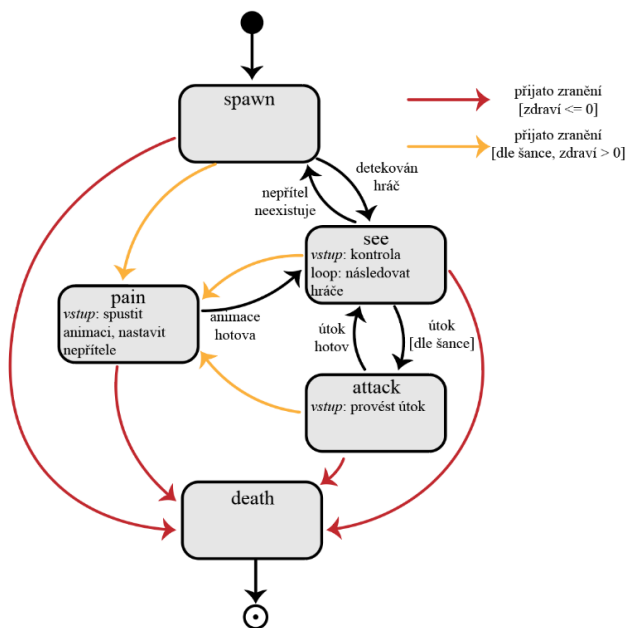 spawn
přijato zranění
[zdraví <= 0]
přijato zranění
[dle šance, zdraví > 0]
detekován
hráč
nepřítel
neexistuje
see
vstup: kontrola
loop: následovat
hráče
pain
vstup: spustit
animaci, nastavit
nepřítele
animace
hotova
útok
hotov
útok
[dle šance]
attack
vstup: provést útok
death